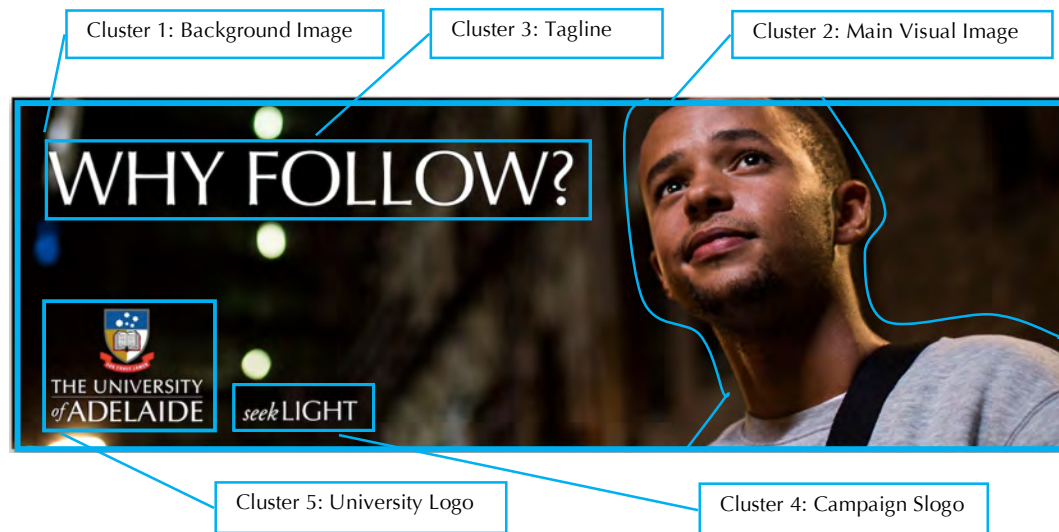 Cluster 1: Background Image
Cluster 3: Tagline
Cluster 2: Main Visual Image
WHY FOLLOW?
THE UNIVERSITY
of ADELAIDE
seek LIGHT
Cluster 5: University Logo
Cluster 4: Campaign Slogo